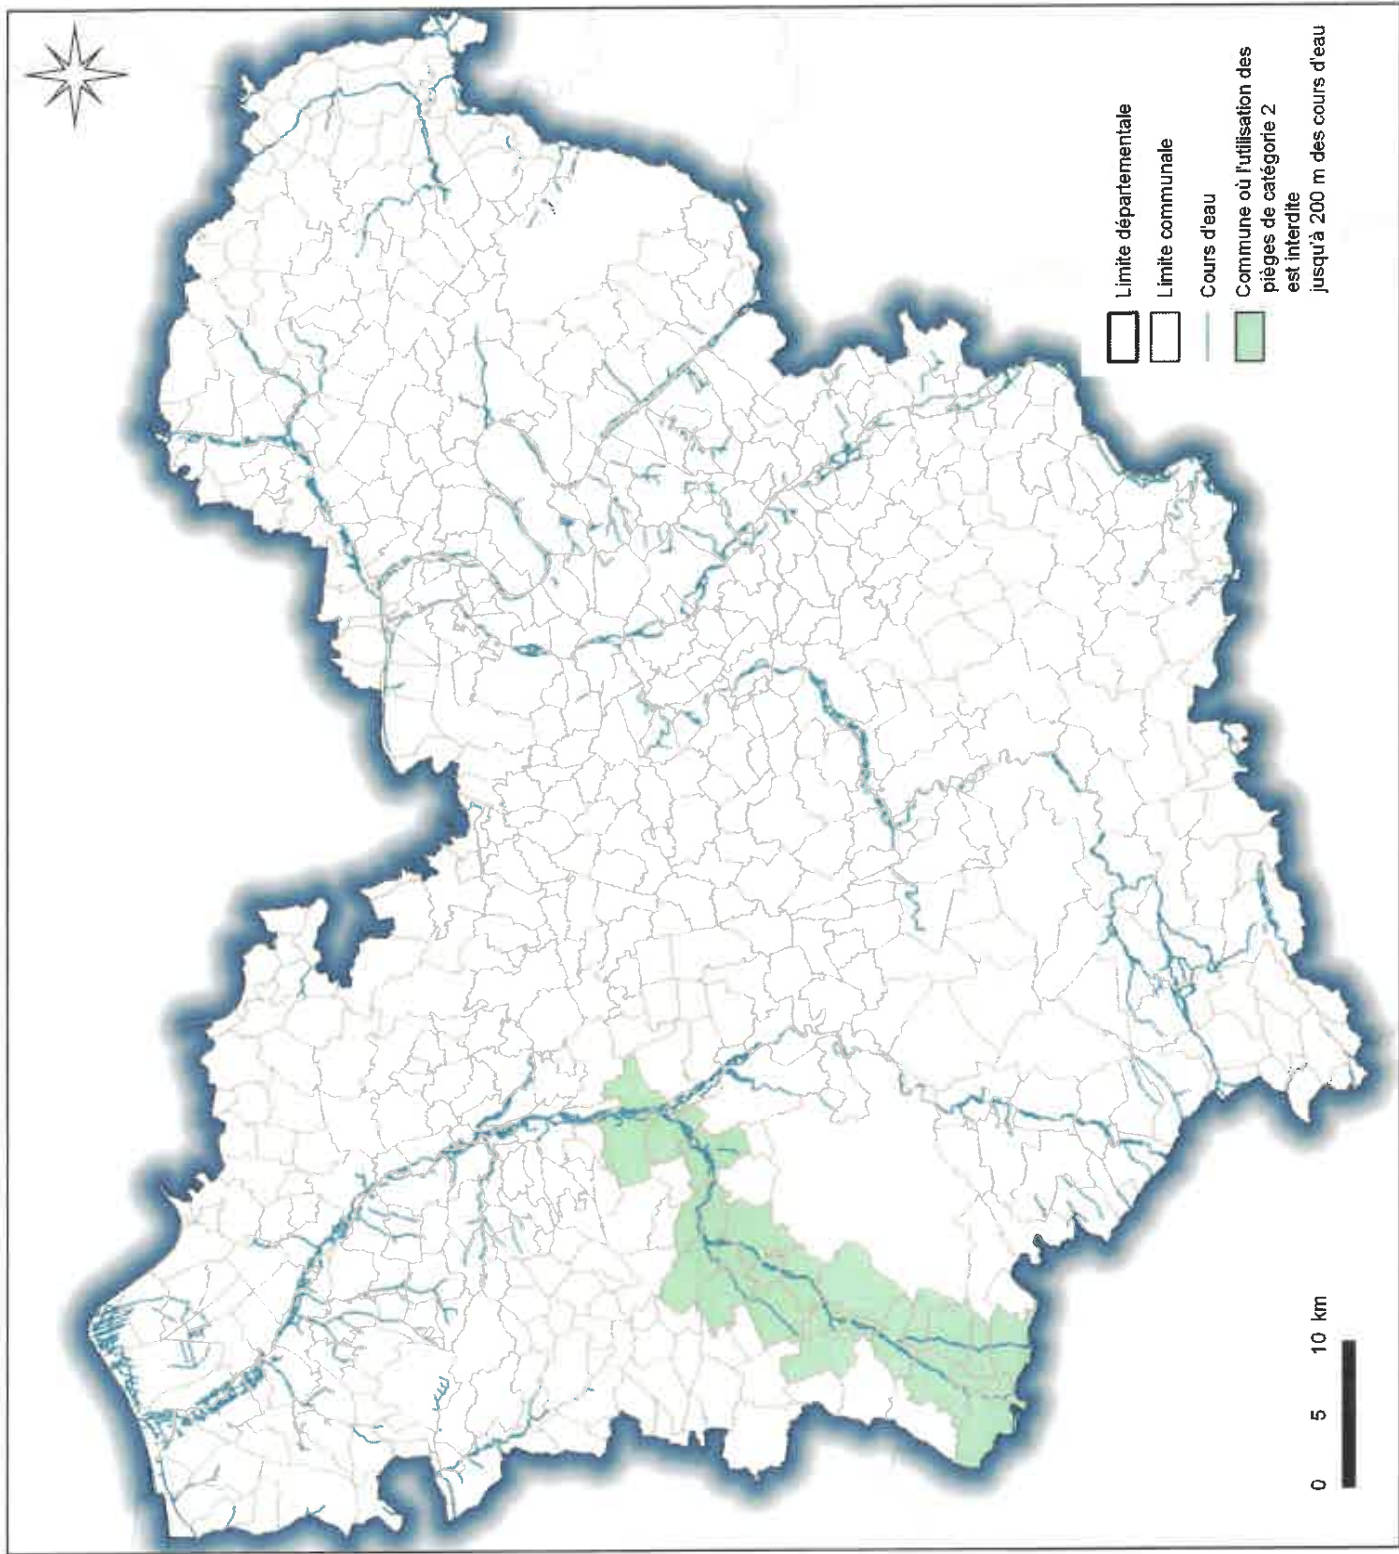 Limite départementale
Limite communale
Cours d'eau
Commune où l'utilisation des
pièges de catégorie 2
est interdite
jusqu'à 200 m des cours d'eau
0 5 10 km